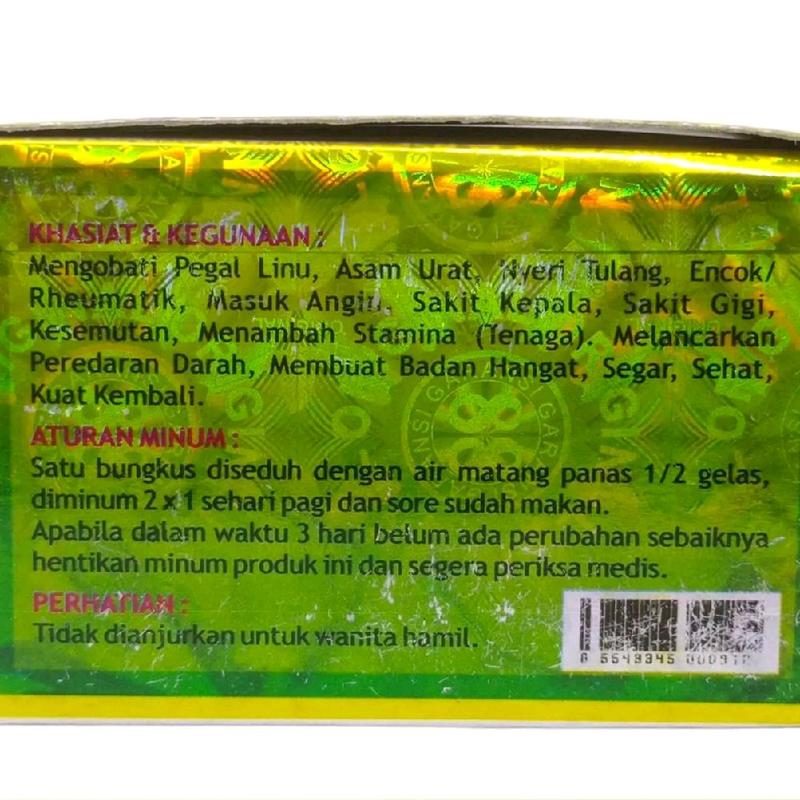 KHASIAT & KEGUNAAN :
Mengobati Pegal Linu, Asam Urat, Nyeri Tulang, Encok/
Rheumatik, Masuk Angin, Sakit Kepala, Sakit Gigi,
Kesemutan, Menambah Stamina (Tenaga). Melancarkan
Peredaran Darah, Membuat Badan Hangat, Segar, Sehat,
Kuat Kembali.
ATURAN MINUM :
Satu bungkus diseduh dengan air matang panas 1/2 gelas,
diminum 2 x 1 sehari pagi dan sore sudah makan.
Apabila dalam waktu 3 hari belum ada perubahan sebaiknya
hentikan minum produk ini dan segera periksa medis.
PERHATIAN :
Tidak dianjurkan untuk wanita hamil.